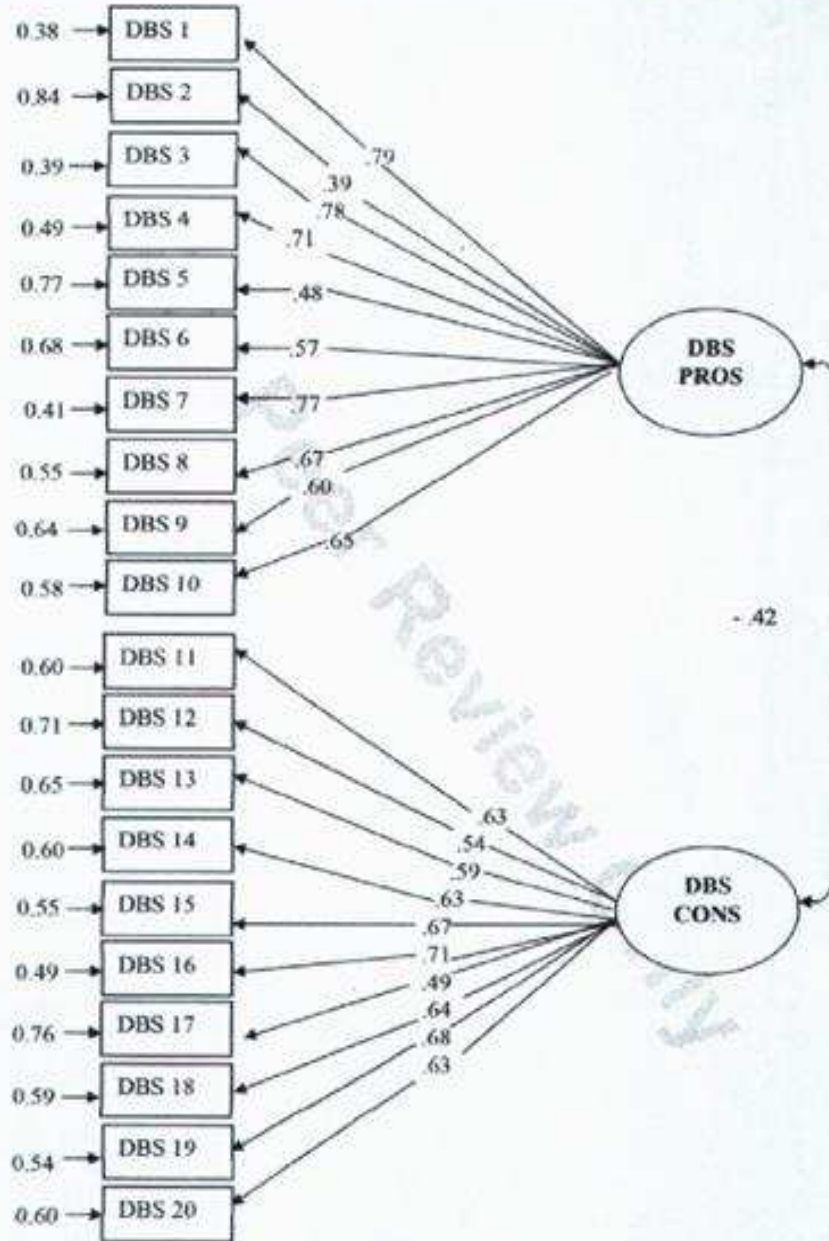 0.38 DBS 1
0.84 DBS 2
0.39 DBS 3
0.49 DBS 4
0.77 DBS 5
0.68 DBS 6
0.41 DBS 7
0.55 DBS 8
0.64 DBS 9
0.58 DBS 10
.79
.39
.78
.71
.48
.57
.77
.67
.60
.65
DBS
PROS
- .42
0.60 DBS 11
0.71 DBS 12
0.65 DBS 13
0.60 DBS 14
0.55 DBS 15
0.49 DBS 16
0.76 DBS 17
0.59 DBS 18
0.54 DBS 19
0.60 DBS 20
.63
.54
.59
.63
.67
.71
.49
.64
.68
.63
DBS
CONS
Peer Review Only